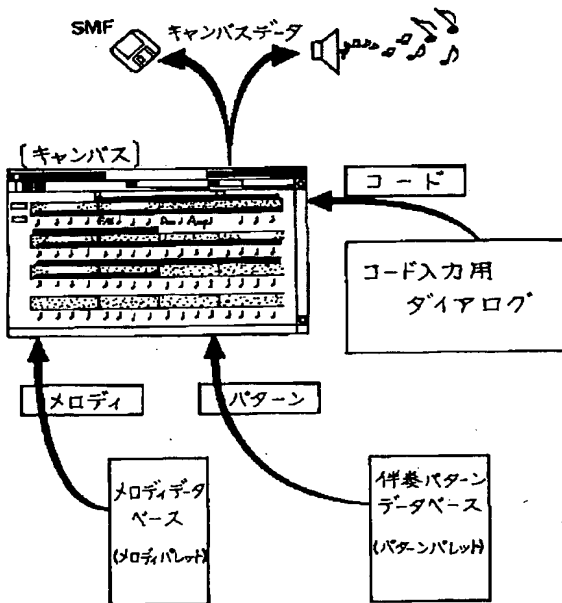 SMF
キャンバスデータ
[キャンバス]
コード
コード入力用
ダイアログ
メロディ
パターン
メロディデータ
ベース
(メロディパレット)
伴奏パターン
データベース
(パターンパレット)